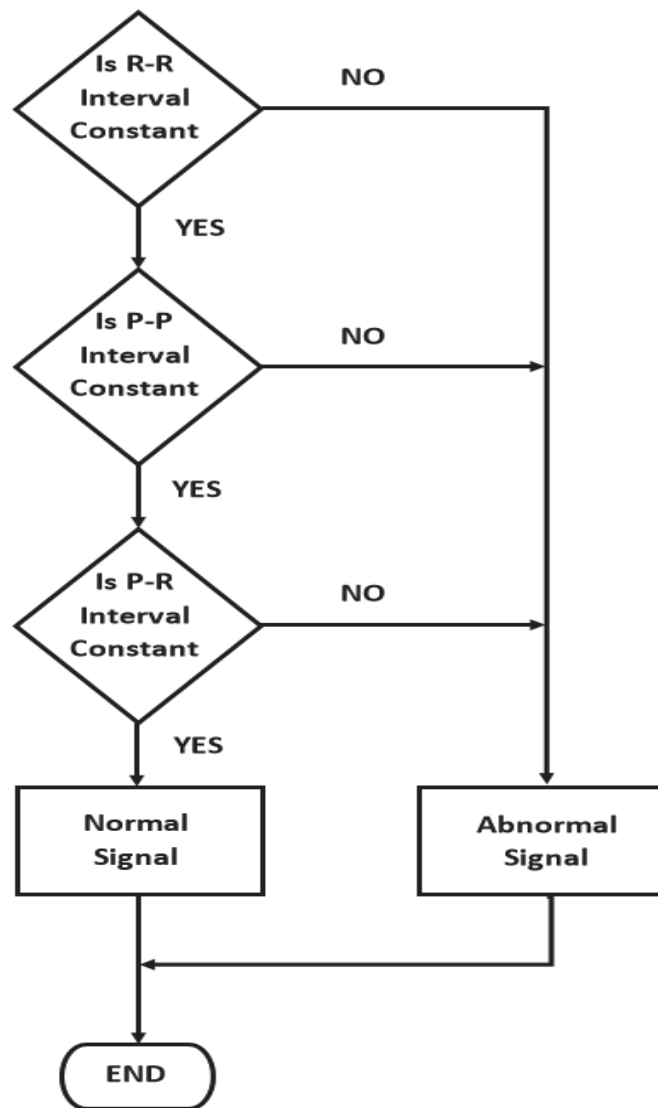 Is R-R
Interval
Constant
NO
YES
Is P-P
Interval
Constant
NO
YES
Is P-R
Interval
Constant
NO
YES
Normal
Signal
Abnormal
Signal
END